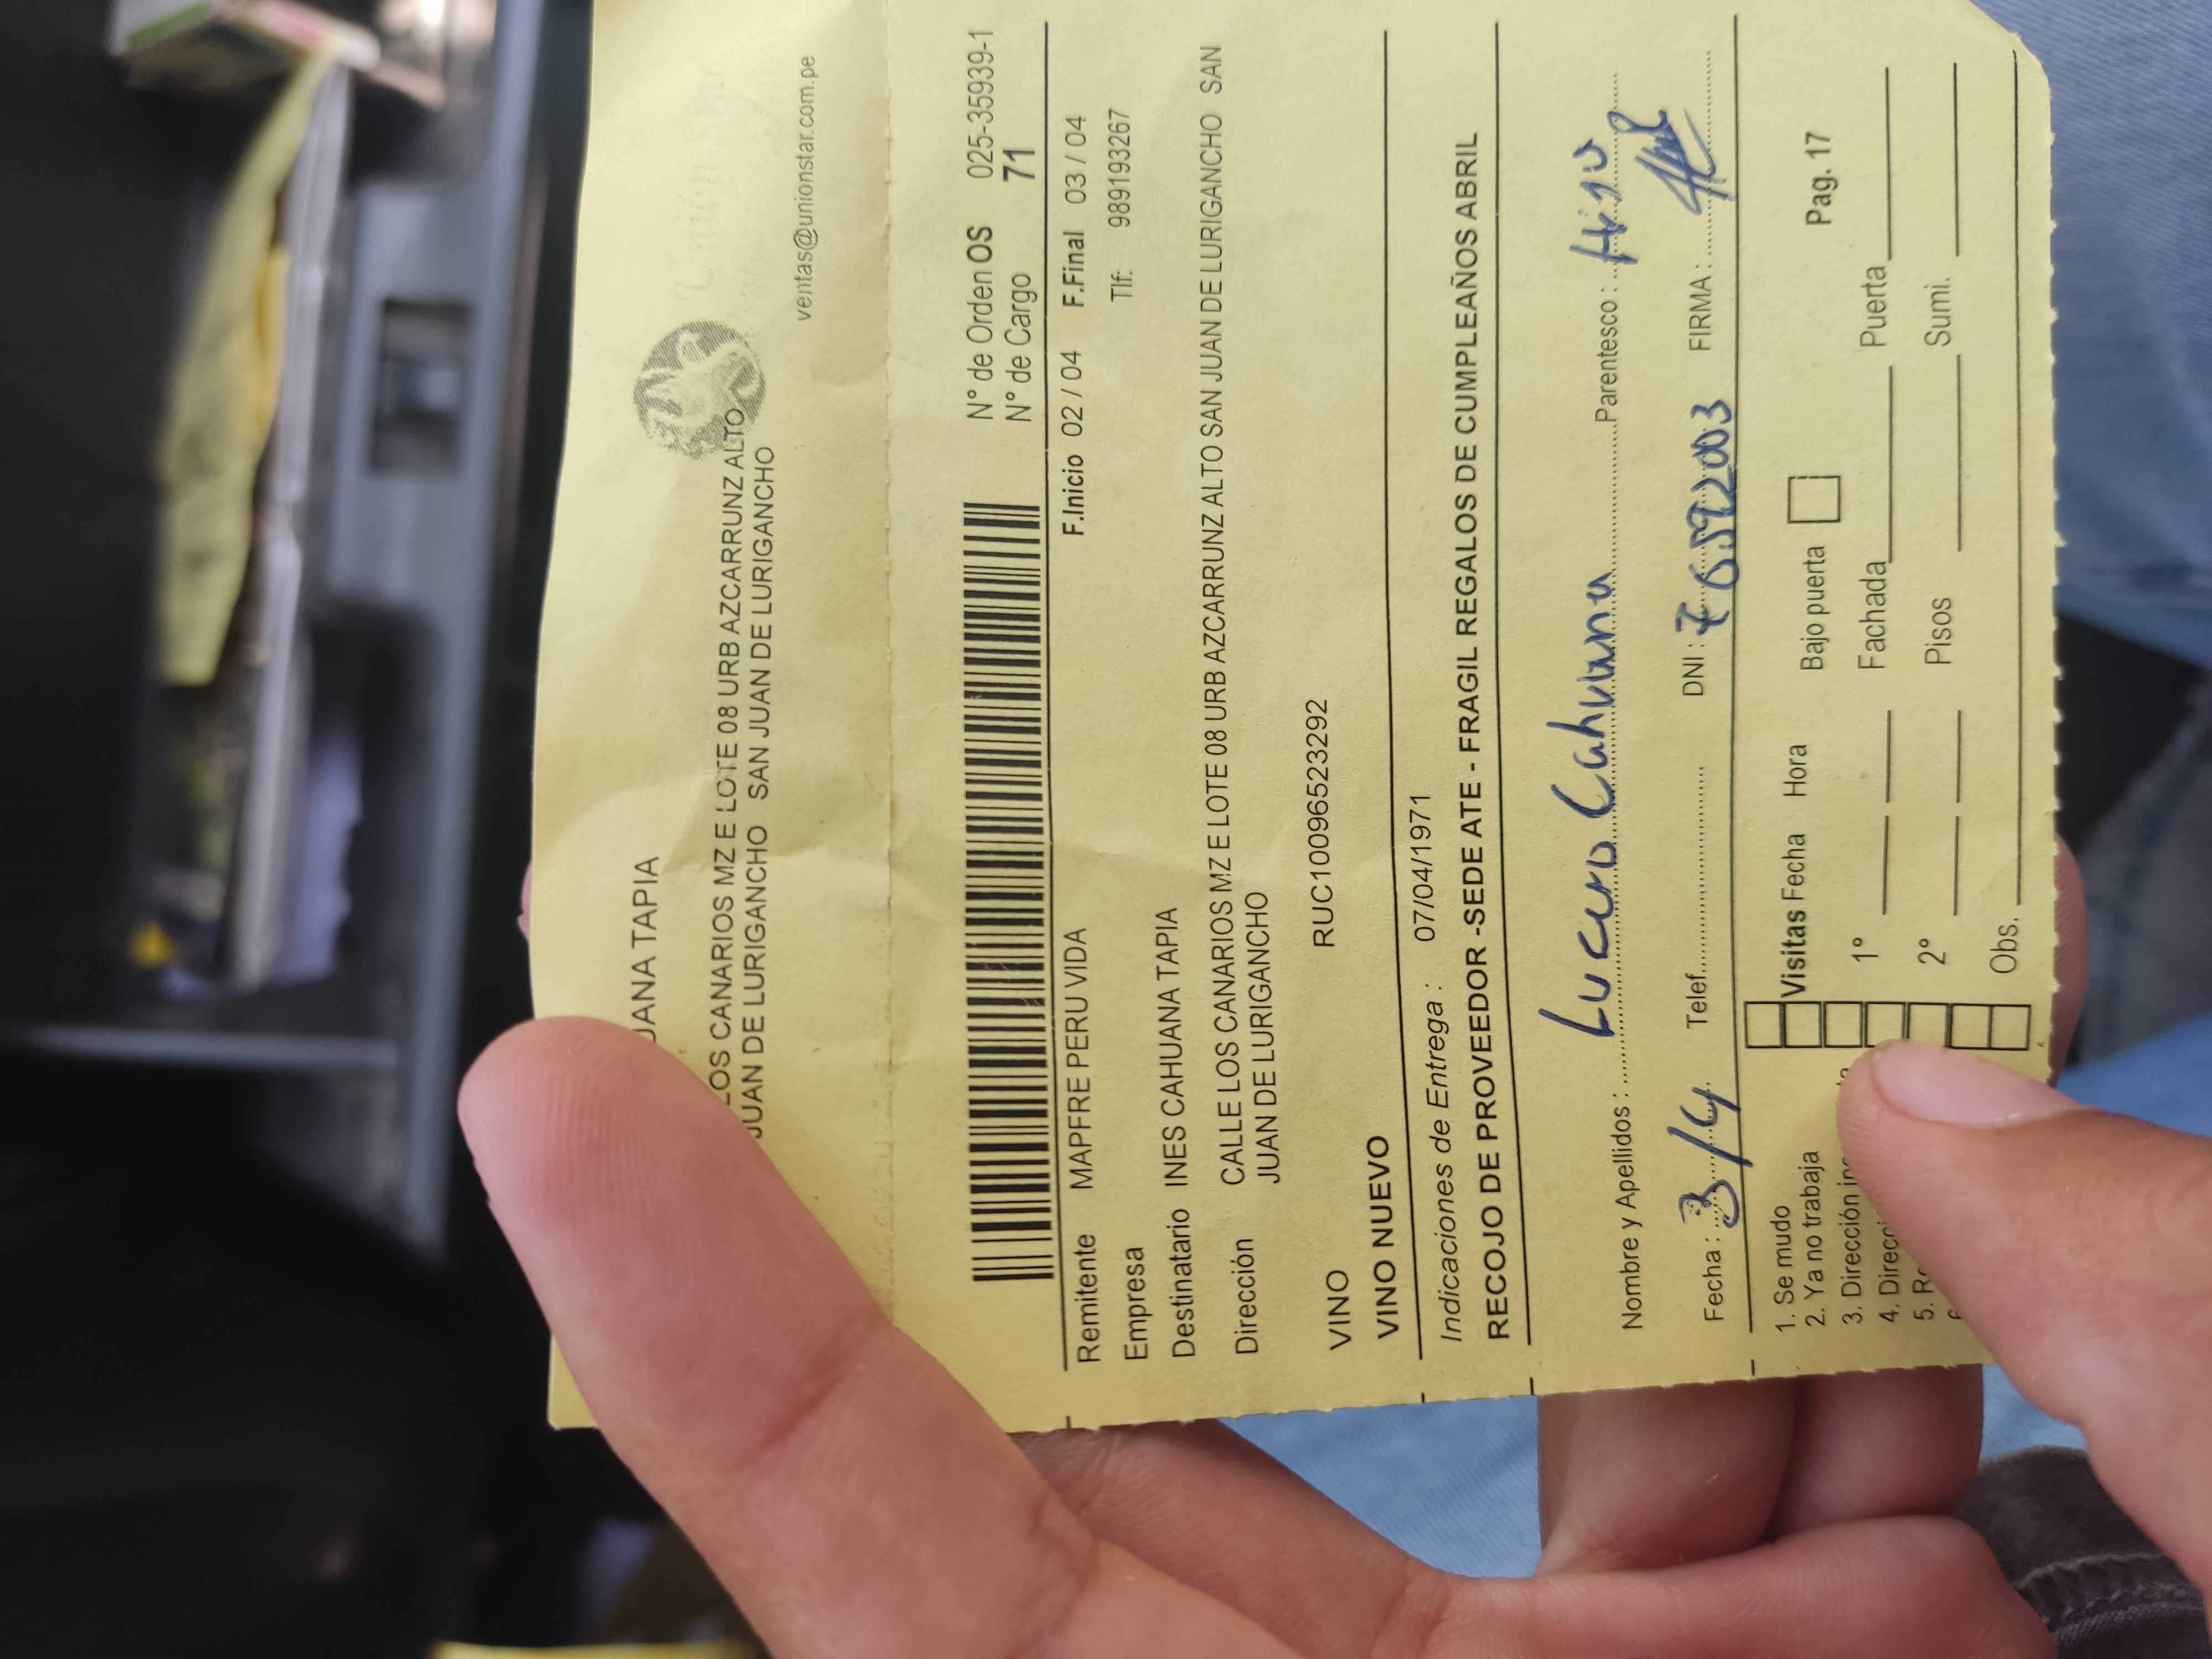 UANA TAPIA
LOS CANARIOS MZ E LOTE 08 URB AZCARRUNZ ALTO
JUAN DE LURIGANCHO SAN JUAN DE LURIGANCHO
ventas@unionstar.com.pe
N° de Orden OS 025-35939-1
N° de Cargo 71
F.Inicio 02 / 04 F.Final 03 / 04
Remitente MAPFRE PERU VIDA
Tlf: 989193267
Empresa
Destinatario INES CAHUANA TAPIA
Dirección CALLE LOS CANARIOS MZ E LOTE 08 URB AZCARRUNZ ALTO SAN JUAN DE LURIGANCHO SAN
JUAN DE LURIGANCHO
RUC10096523292
VINO
VINO NUEVO
Indicaciones de Entrega : 07/04/1971
RECOJO DE PROVEEDOR -SEDE ATE - FRAGIL REGALOS DE CUMPLEAÑOS ABRIL
Nombre y Apellidos : Lucero Cahuana Parentesco :
Fecha : 3/4 Telef. DNI : 76592003 FIRMA :
1. Se mudo Visitas Fecha Hora Bajo puerta Pag. 17
2. Ya no trabaja
3. Dirección 1° Fachada Puerta
4.
5. 2° Pisos Sumi.
Obs.